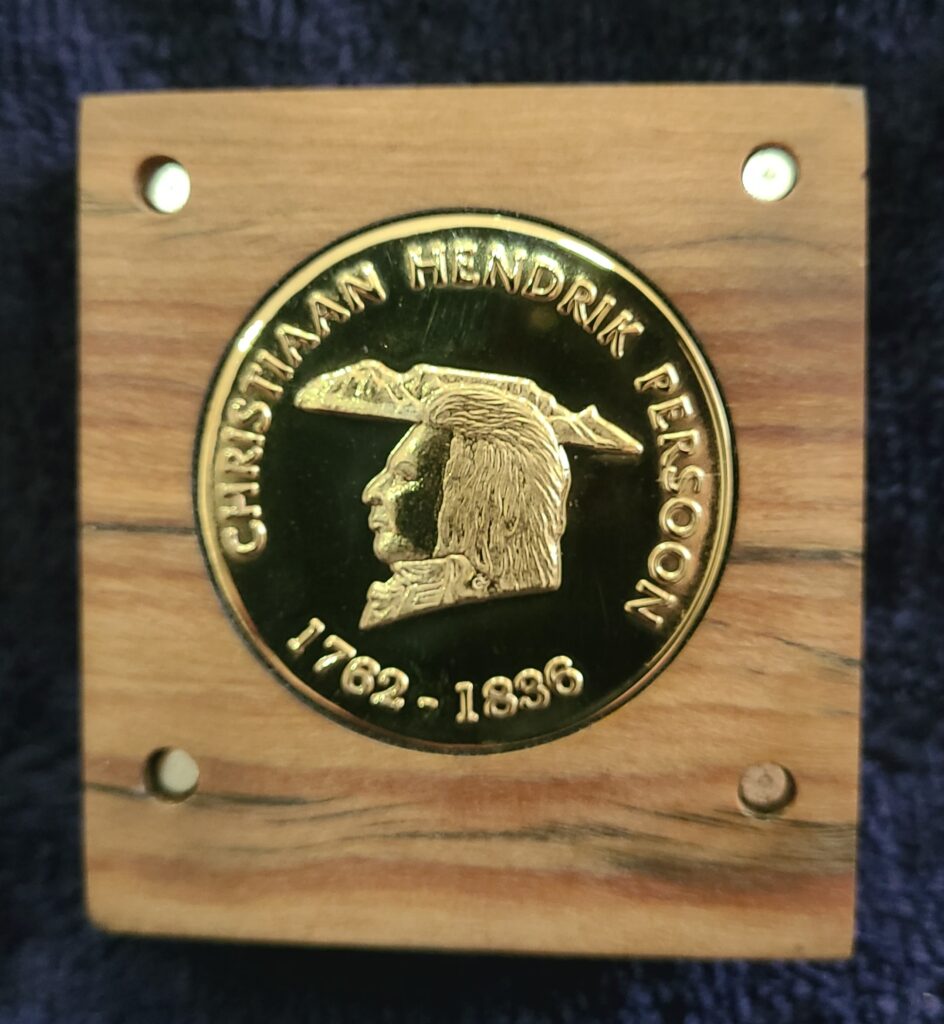 CHRISTIAAN HENDRIK PERSOON
1762 - 1836